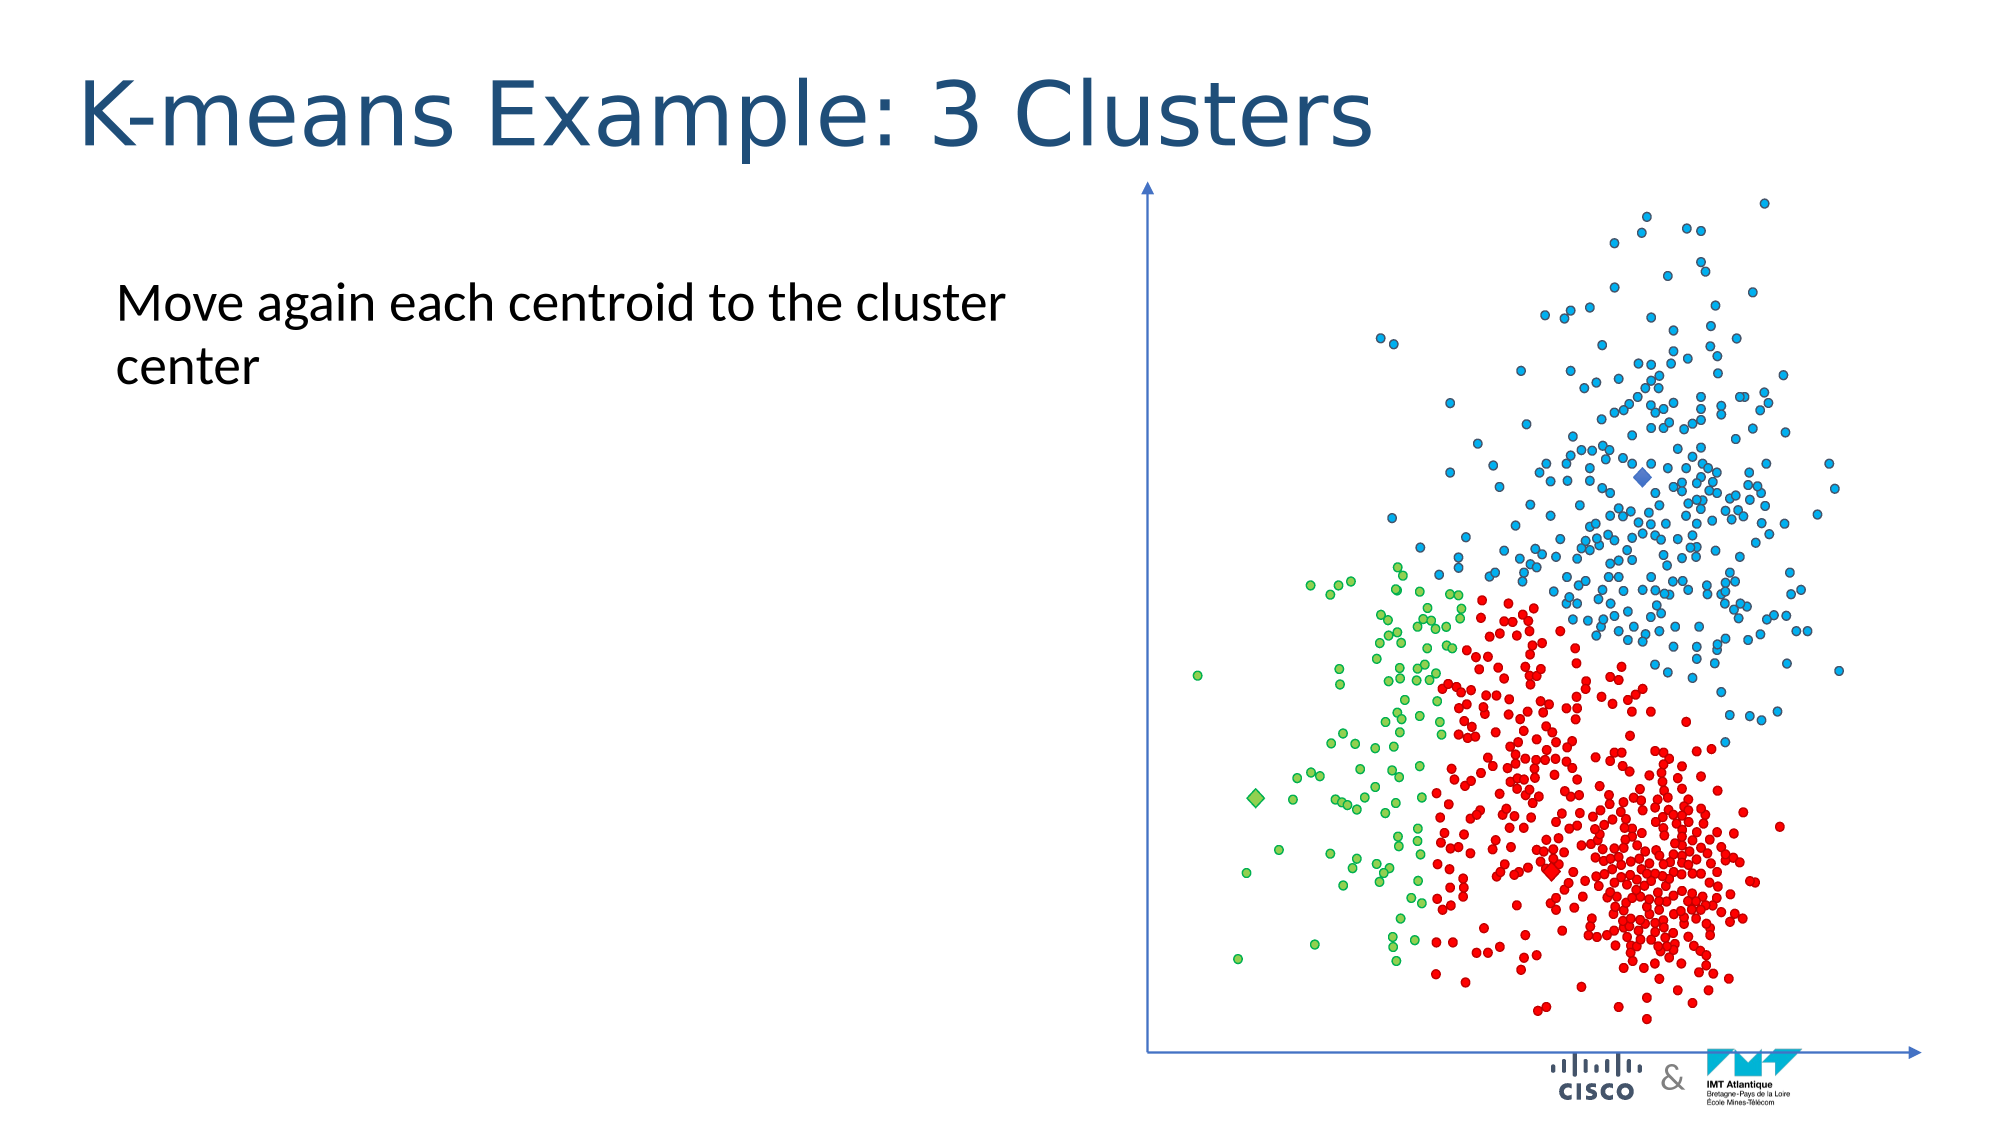 K-means Example: 3 Clusters
Move again each centroid to the cluster
center
CISCO
&
IMT Atlantique
Bretagne-Pays de la Loire
École Mines-Télécom